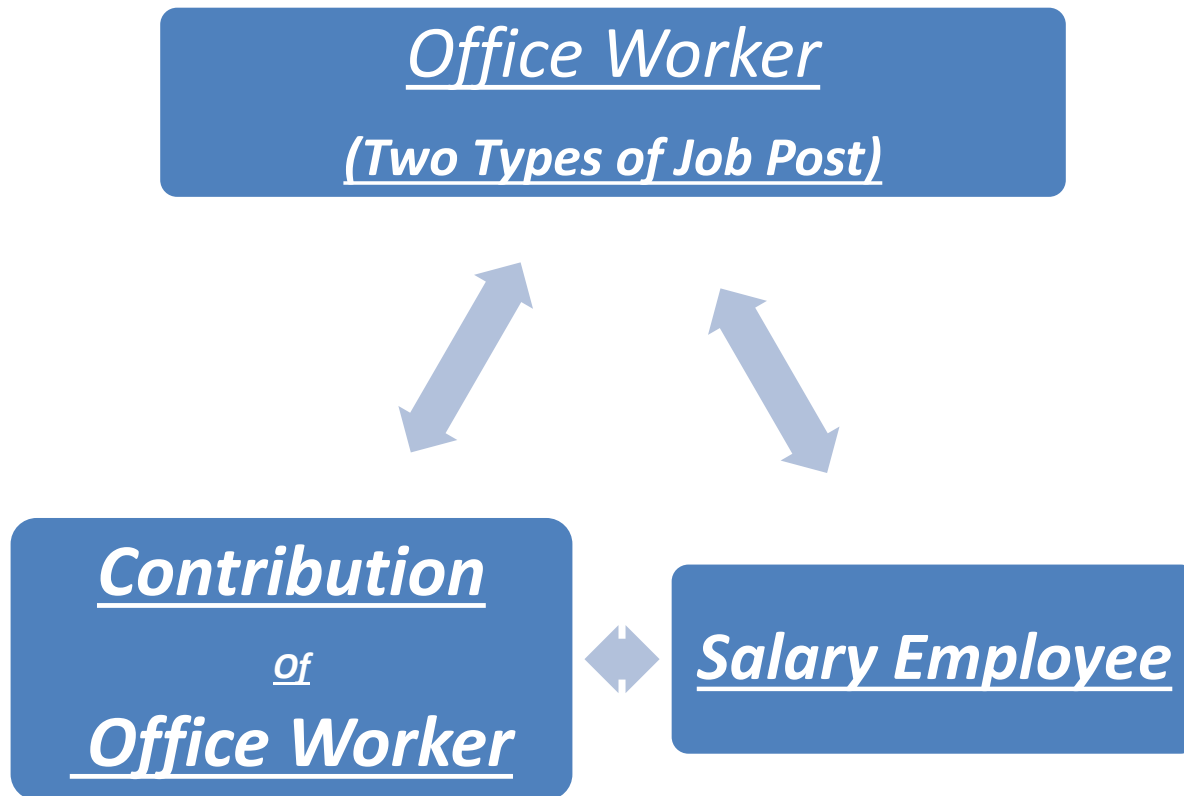 Office Worker
(Two Types of Job Post)
Contribution
Of
Office Worker
Salary Employee